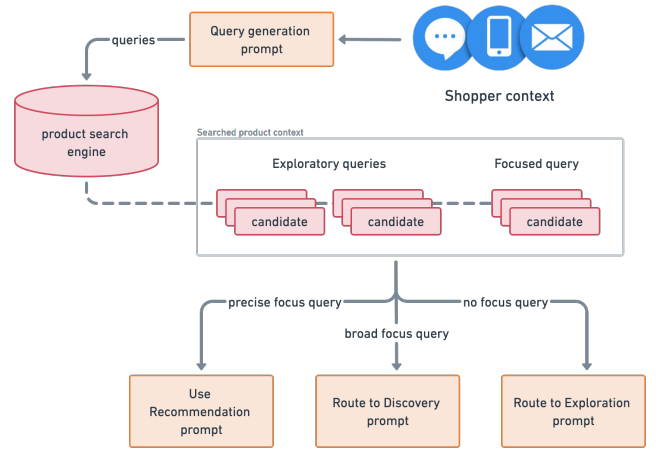 Query generation
prompt
queries
Shopper context
product search
engine
Searched product context
Exploratory queries
Focused query
candidate
candidate
candidate
precise focus query
no focus query
broad focus query
Use
Recommendation
prompt
Route to Discovery
prompt
Route to Exploration
prompt